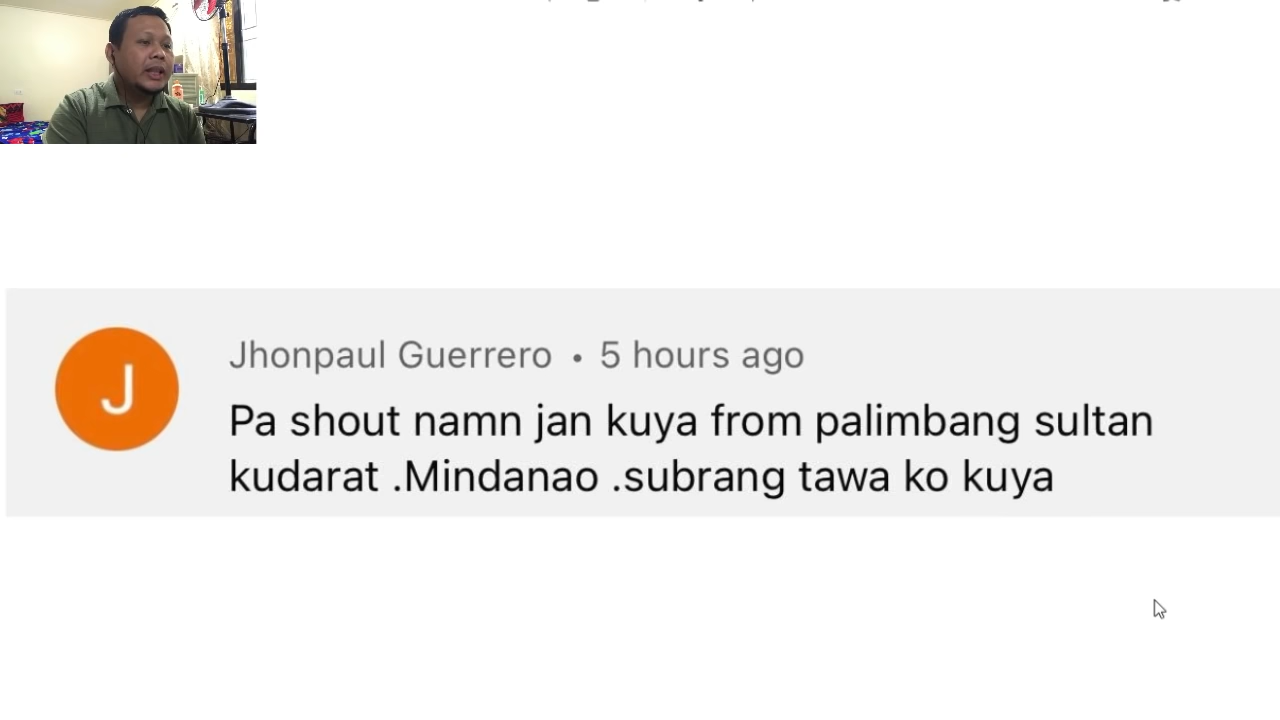 J
Jhonpaul Guerrero • 5 hours ago
Pa shout namn jan kuya from palimbang sultan
kudarat .Mindanao .subrang tawa ko kuya